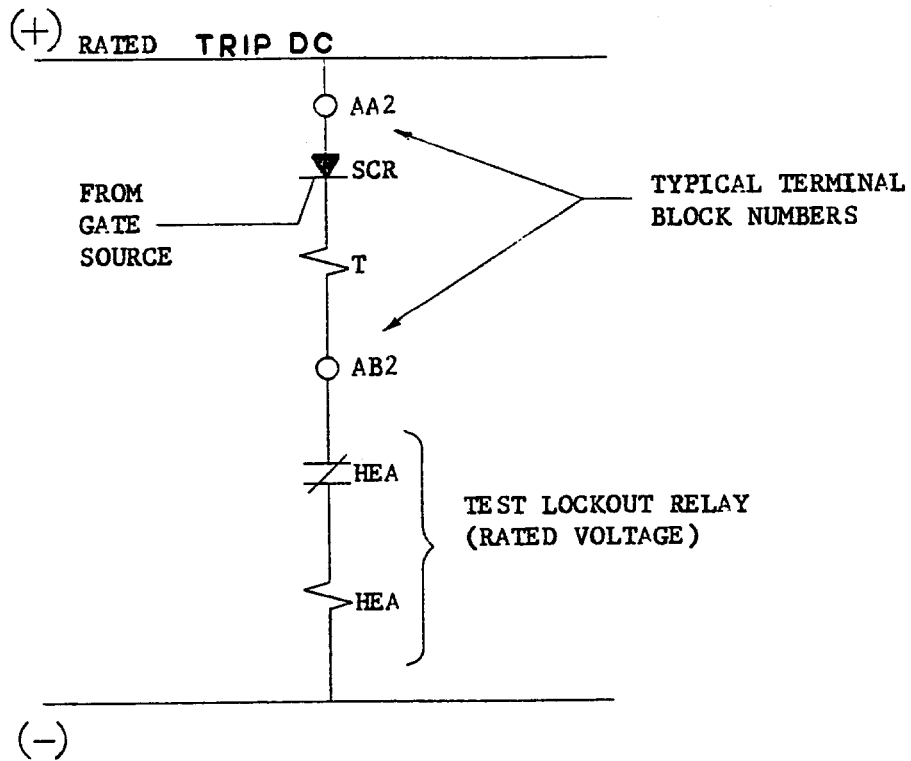 (+) RATED TRIP DC
AA2
SCR
FROM
GATE
SOURCE
TYPICAL TERMINAL
BLOCK NUMBERS
T
AB2
HEA
TEST LOCKOUT RELAY
(RATED VOLTAGE)
HEA
(-)